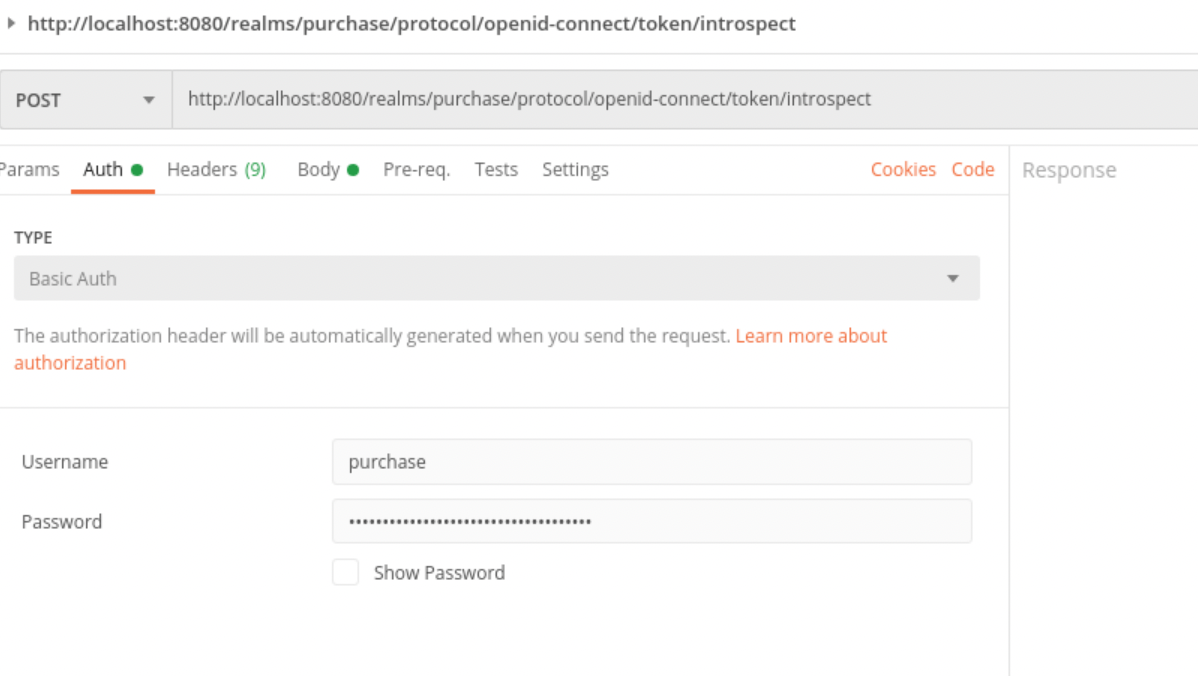 http://localhost:8080/realms/purchase/protocol/openid-connect/token/introspect
POST http://localhost:8080/realms/purchase/protocol/openid-connect/token/introspect
Params Auth Headers (9) Body Pre-req. Tests Settings Cookies Code Response
TYPE
Basic Auth
The authorization header will be automatically generated when you send the request. Learn more about
authorization
Username purchase
Password ••••••••••••••••••••••••••••••••••••
Show Password